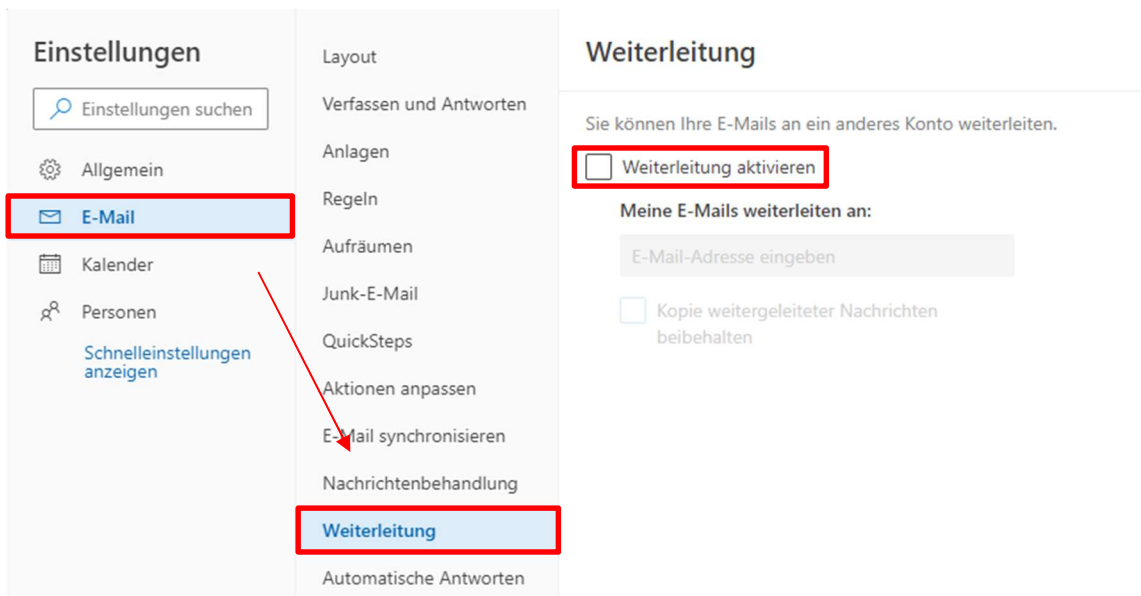 Einstellungen
Einstellungen suchen
Allgemein
E-Mail
Kalender
Personen
Schnelleinstellungen
anzeigen
Layout
Verfassen und Antworten
Anlagen
Regeln
Aufräumen
Junk-E-Mail
QuickSteps
Aktionen anpassen
E-Mail synchronisieren
Nachrichtenbehandlung
Weiterleitung
Automatische Antworten
Weiterleitung
Sie können Ihre E-Mails an ein anderes Konto weiterleiten.
Weiterleitung aktivieren
Meine E-Mails weiterleiten an:
E-Mail-Adresse eingeben
Kopie weitergeleiteter Nachrichten
beibehalten